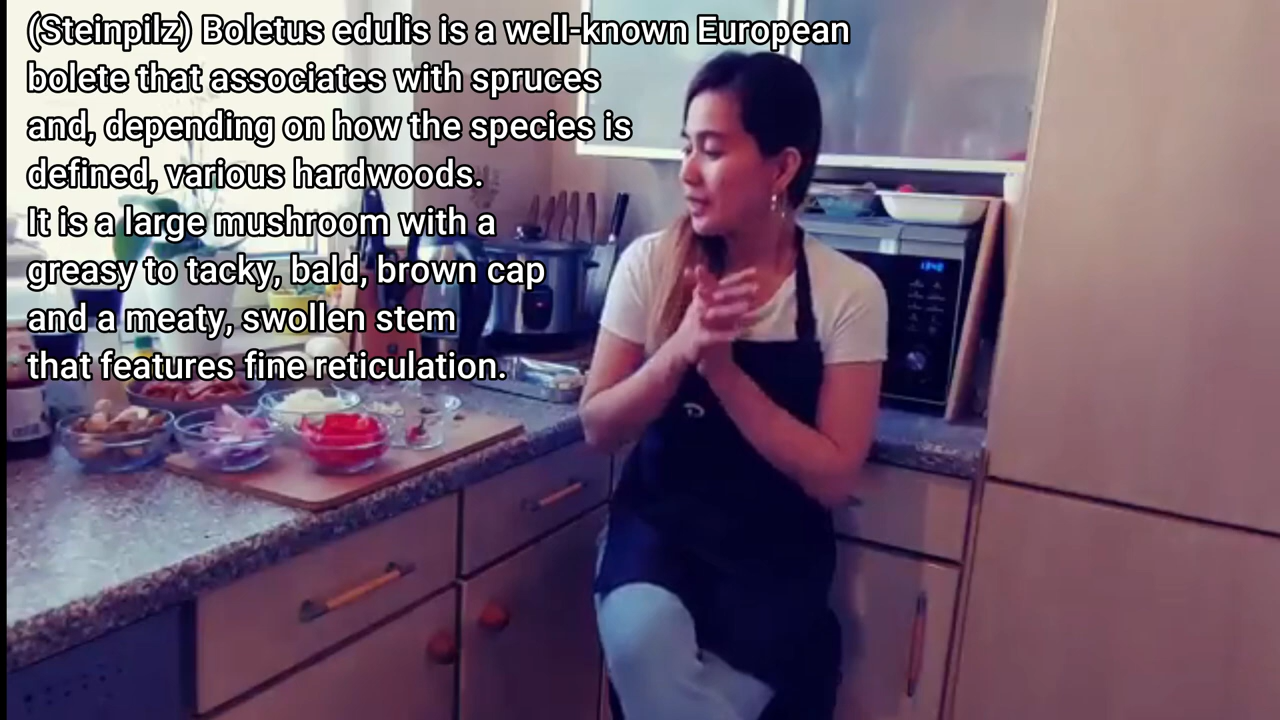 (Steinpilz) Boletus edulis is a well-known European
bolete that associates with spruces
and, depending on how the species is
defined, various hardwoods.
It is a large mushroom with a
greasy to tacky, bald, brown cap
and a meaty, swollen stem
that features fine reticulation.